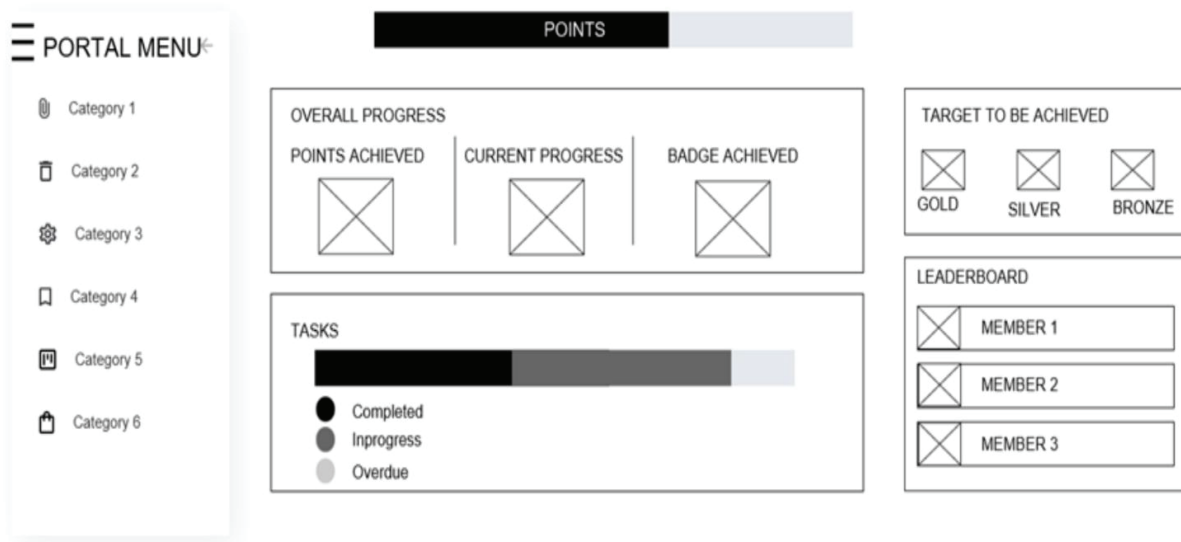 PORTAL MENU
Category 1
Category 2
Category 3
Category 4
Category 5
Category 6
POINTS
OVERALL PROGRESS
POINTS ACHIEVED
CURRENT PROGRESS
BADGE ACHIEVED
TASKS
Completed
Inprogress
Overdue
TARGET TO BE ACHIEVED
GOLD
SILVER
BRONZE
LEADERBOARD
MEMBER 1
MEMBER 2
MEMBER 3